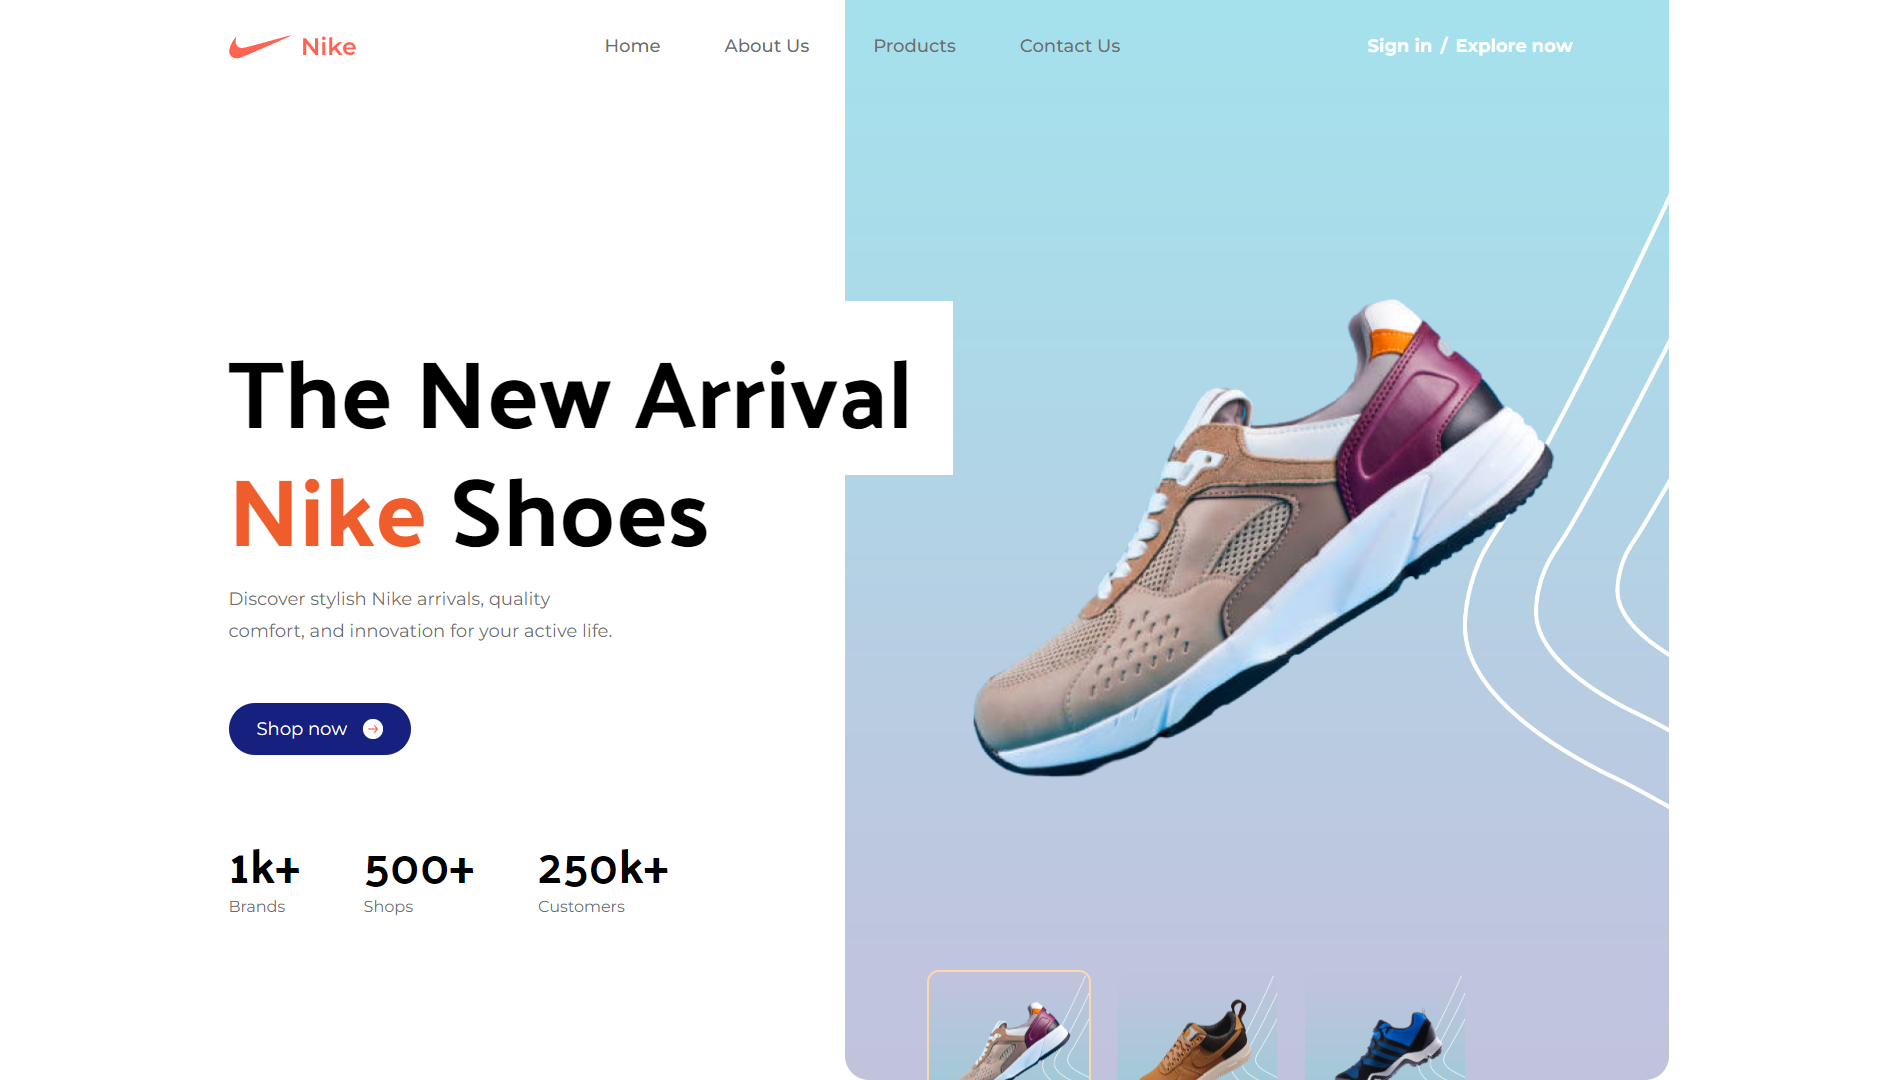 Nike
Home
About Us
Products
Contact Us
Sign in / Explore now
The New Arrival
Nike Shoes
Discover stylish Nike arrivals, quality
comfort, and innovation for your active life.
Shop now
1k+
Brands
500+
Shops
250k+
Customers